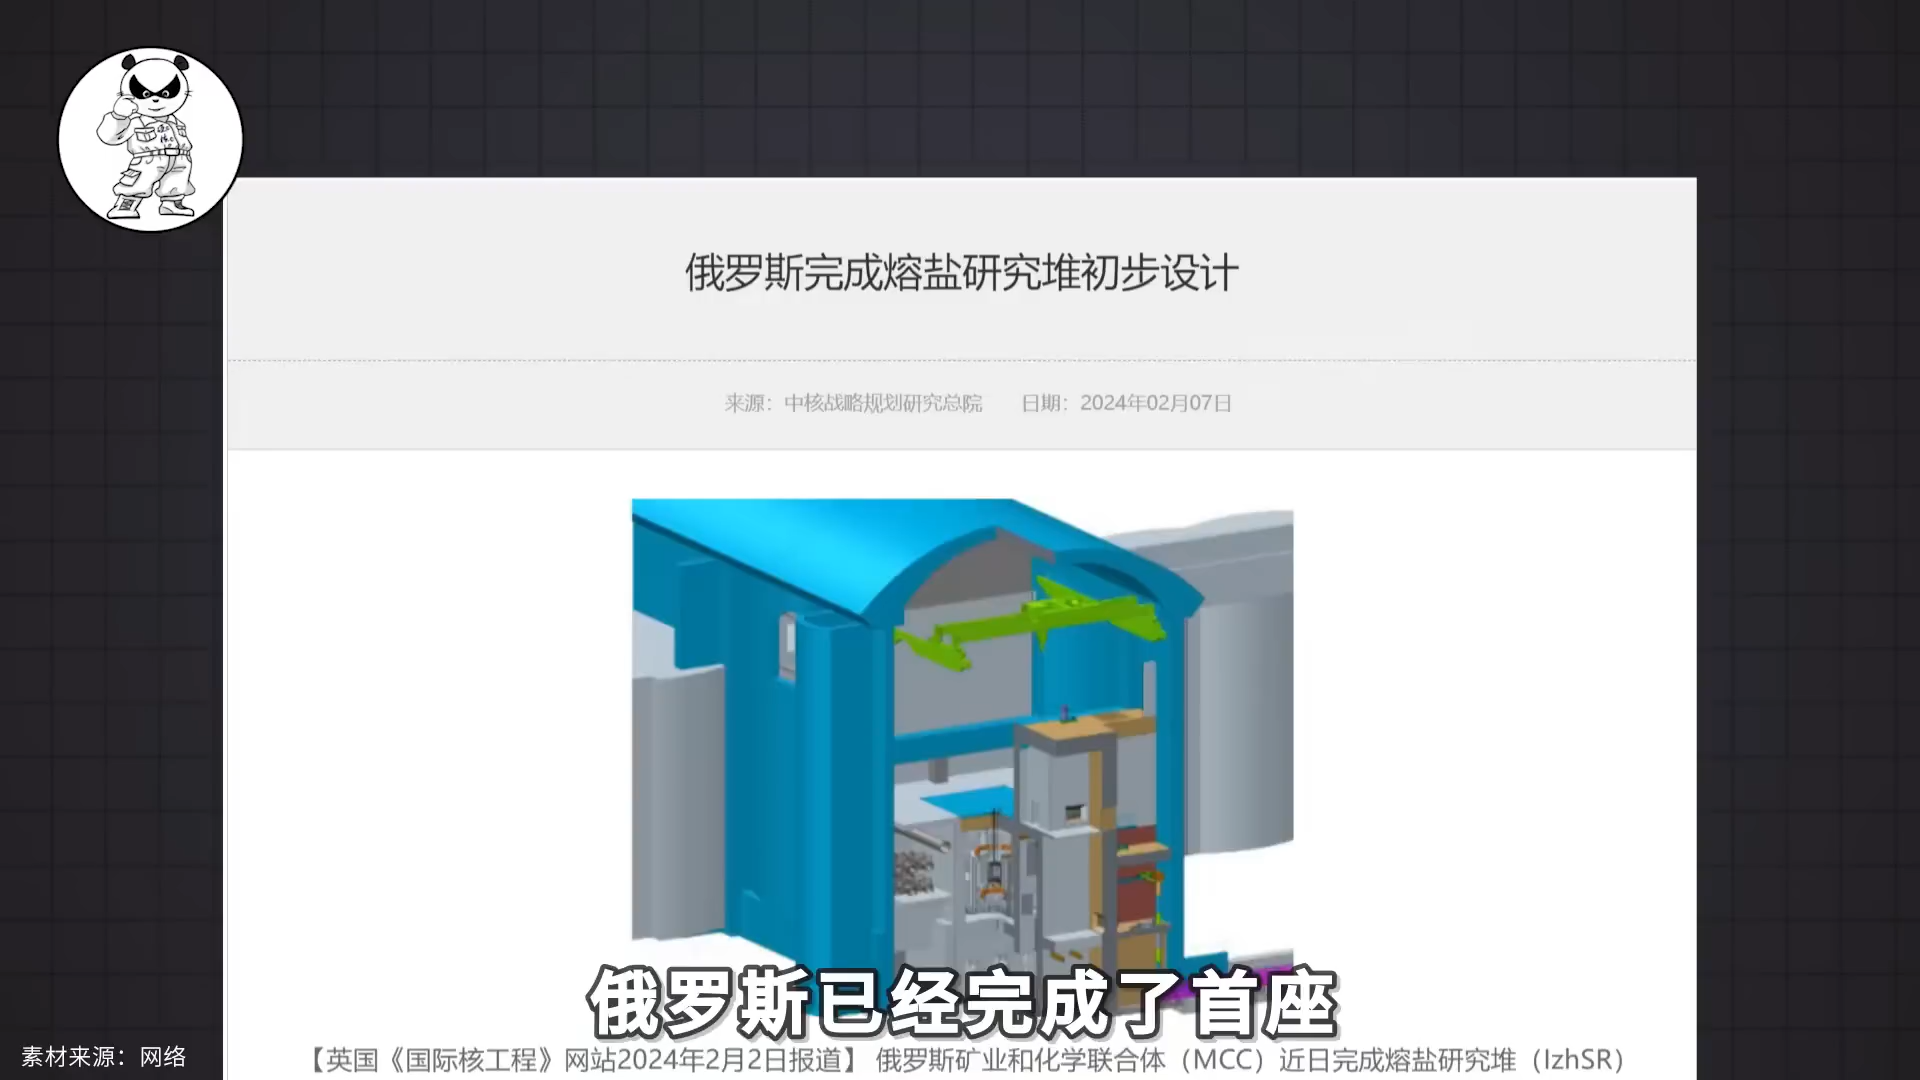 俄罗斯完成熔盐研究堆初步设计
来源：中核战略规划研究总院 日期：2024年02月07日
俄罗斯已经完成了首座
【英国《国际核工程》网站2024年2月2日报道】 俄罗斯矿业和化学联合体（MCC）近日完成熔盐研究堆（IzhSR）
素材来源：网络